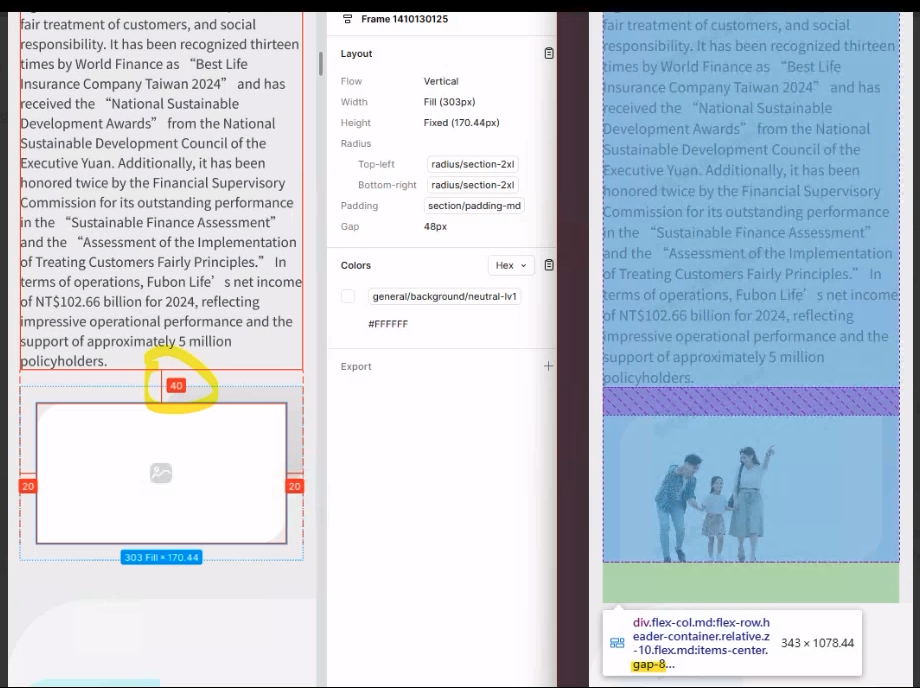 fair treatment of customers, and social
responsibility. It has been recognized thirteen
times by World Finance as “Best Life
Insurance Company Taiwan 2024” and has
received the “National Sustainable
Development Awards” from the National
Sustainable Development Council of the
Executive Yuan. Additionally, it has been
honored twice by the Financial Supervisory
Commission for its outstanding performance
in the “Sustainable Finance Assessment”
and the “Assessment of the Implementation
of Treating Customers Fairly Principles.” In
terms of operations, Fubon Life’s net income
of NT$102.66 billion for 2024, reflecting
impressive operational performance and the
support of approximately 5 million
policyholders.
40
20
20
303 Fill × 170.44
Frame 1410130125
Layout
Flow Vertical
Width Fill (303px)
Height Fixed (170.44px)
Radius
Top-left radius/section-2xl
Bottom-right radius/section-2xl
Padding section/padding-md
Gap 48px
Colors Hex
general/background/neutral-lv1
#FFFFFF
Export
fair treatment of customers, and social
responsibility. It has been recognized thirteen
times by World Finance as “Best Life
Insurance Company Taiwan 2024” and has
received the “National Sustainable
Development Awards” from the National
Sustainable Development Council of the
Executive Yuan. Additionally, it has been
honored twice by the Financial Supervisory
Commission for its outstanding performance
in the “Sustainable Finance Assessment”
and the “Assessment of the Implementation
of Treating Customers Fairly Principles.” In
terms of operations, Fubon Life’s net income
of NT$102.66 billion for 2024, reflecting
impressive operational performance and the
support of approximately 5 million
policyholders.
div.flex-col.md:flex-row.h
eader-container.relative.z
-10.flex.md:items-center.
gap-8...
343 × 1078.44